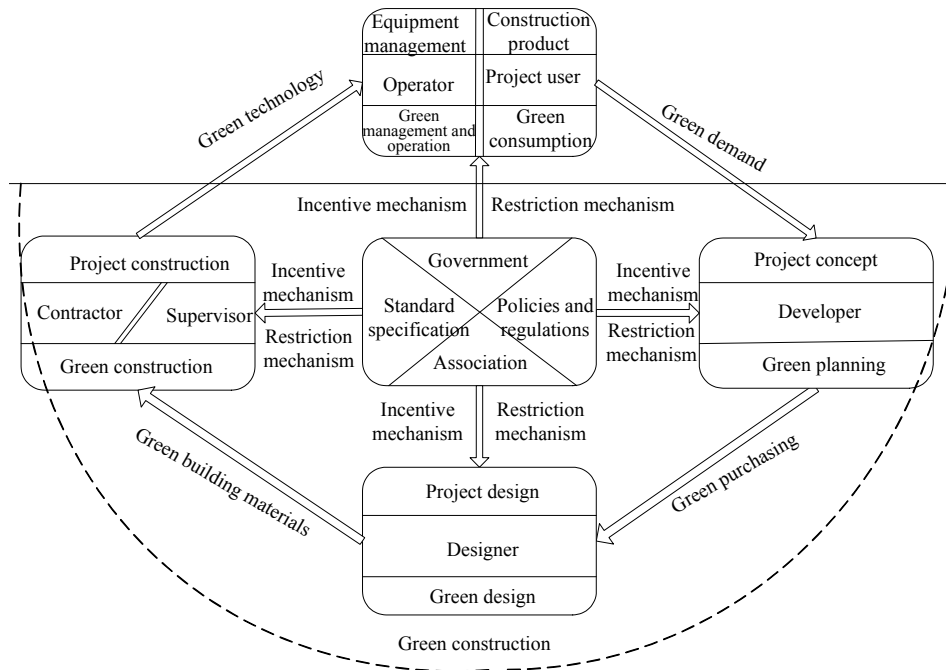 Equipment
management
Construction
product
Operator
Project user
Green
management and
operation
Green
consumption
Green technology
Green demand
Incentive mechanism
Restriction mechanism
Project construction
Contractor
Supervisor
Green construction
Incentive
mechanism
Restriction
mechanism
Government
Standard
specification
Policies and
regulations
Association
Incentive
mechanism
Restriction
mechanism
Project concept
Developer
Green planning
Incentive
mechanism
Restriction
mechanism
Green building materials
Green purchasing
Project design
Designer
Green design
Green construction